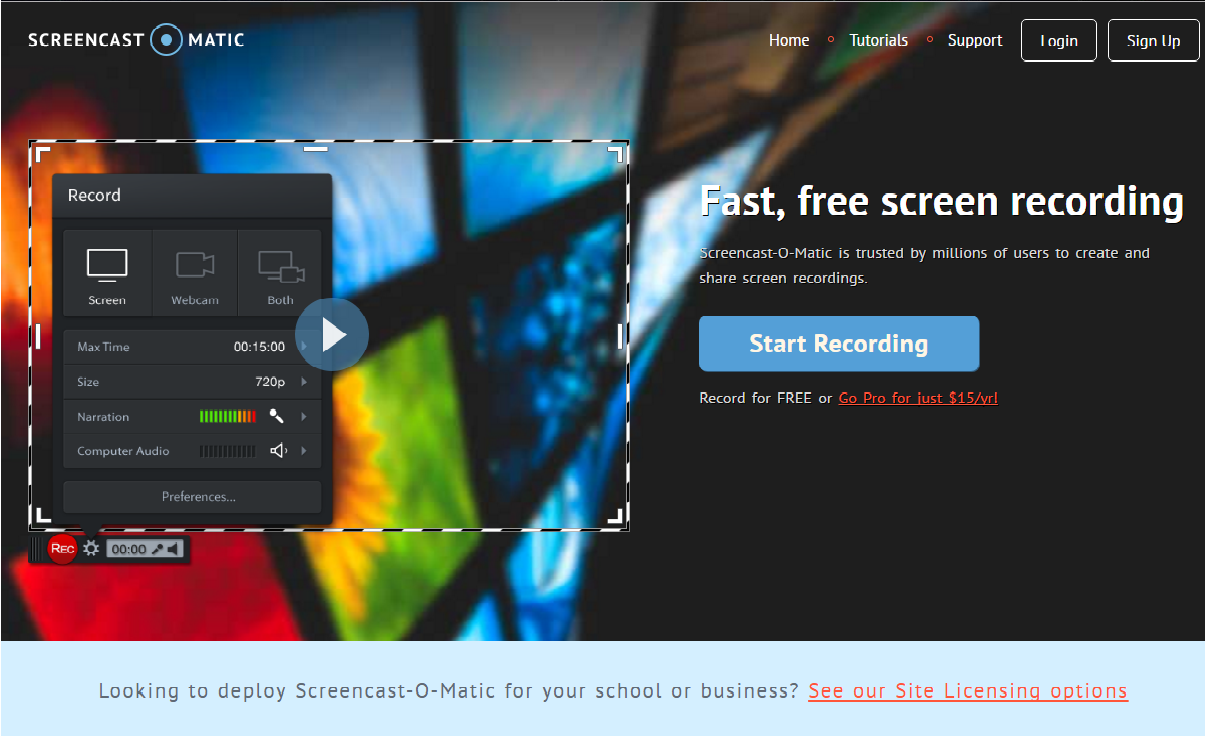 SCREENCAST O MATIC
Home Tutorials Support Login Sign Up
Record
Screen Webcam Both
Max Time 00:15:00
Size 720p
Narration
Computer Audio
Preferences...
REC 00:00
Fast, free screen recording
Screencast-O-Matic is trusted by millions of users to create and
share screen recordings.
Start Recording
Record for FREE or Go Pro for just $15/yr!
Looking to deploy Screencast-O-Matic for your school or business? See our Site Licensing options